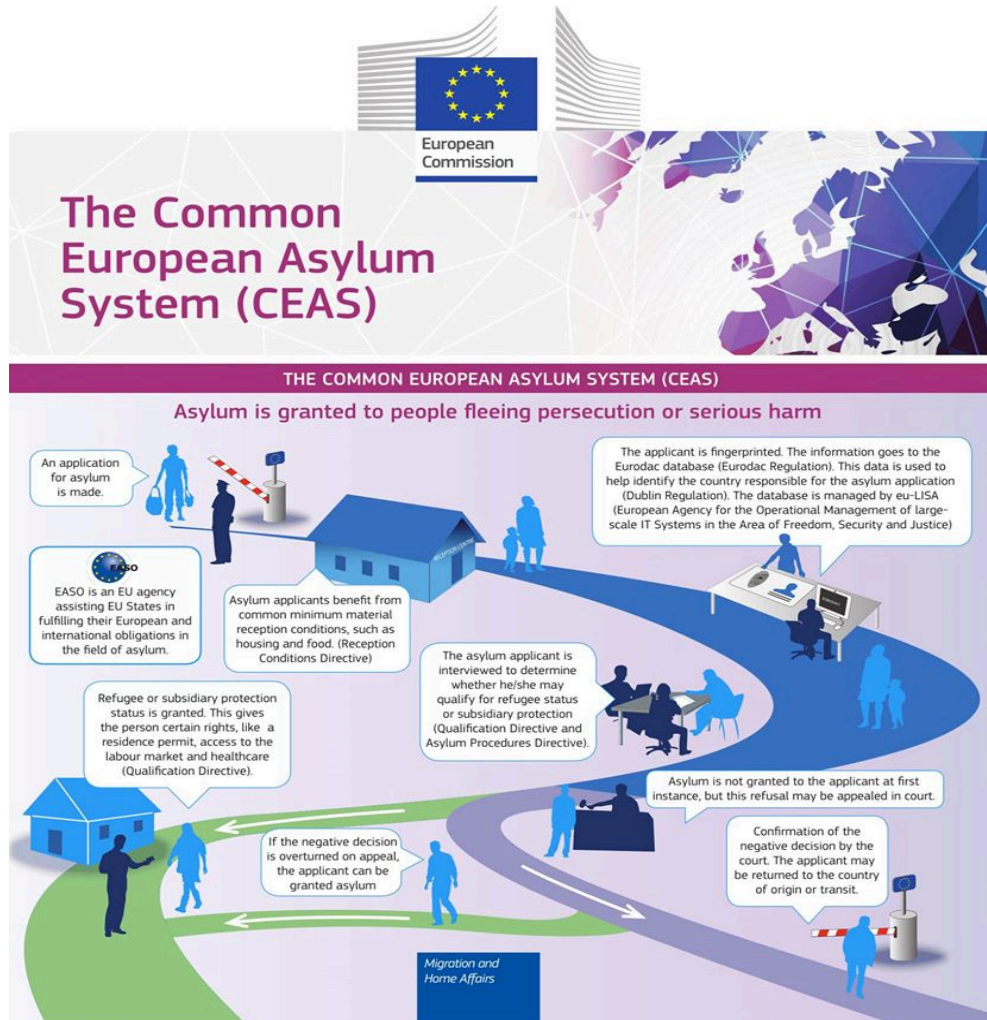 European
Commission
The Common
European Asylum
System (CEAS)
THE COMMON EUROPEAN ASYLUM SYSTEM (CEAS)
Asylum is granted to people fleeing persecution or serious harm
An application
for asylum
is made.
The applicant is fingerprinted. The information goes to the
Eurodac database (Eurodac Regulation). This data is used to
help identify the country responsible for the asylum application
(Dublin Regulation). The database is managed by eu-LISA
(European Agency for the Operational Management of large-
scale IT Systems in the Area of Freedom, Security and Justice)
RECEPTION CENTRE
EASO
EASO is an EU agency
assisting EU States in
fulfilling their European and
international obligations in
the field of asylum.
Asylum applicants benefit from
common minimum material
reception conditions, such as
housing and food. (Reception
Conditions Directive)
The asylum applicant is
interviewed to determine
whether he/she may
qualify for refugee status
or subsidiary protection
(Qualification Directive and
Asylum Procedures Directive).
Refugee or subsidiary protection
status is granted. This gives
the person certain rights, like a
residence permit, access to the
labour market and healthcare
(Qualification Directive).
Asylum is not granted to the applicant at first
instance, but this refusal may be appealed in court.
If the negative decision
is overturned on appeal,
the applicant can be
granted asylum
Confirmation of the
negative decision by the
court. The applicant may
be returned to the country
of origin or transit.
Migration and
Home Affairs